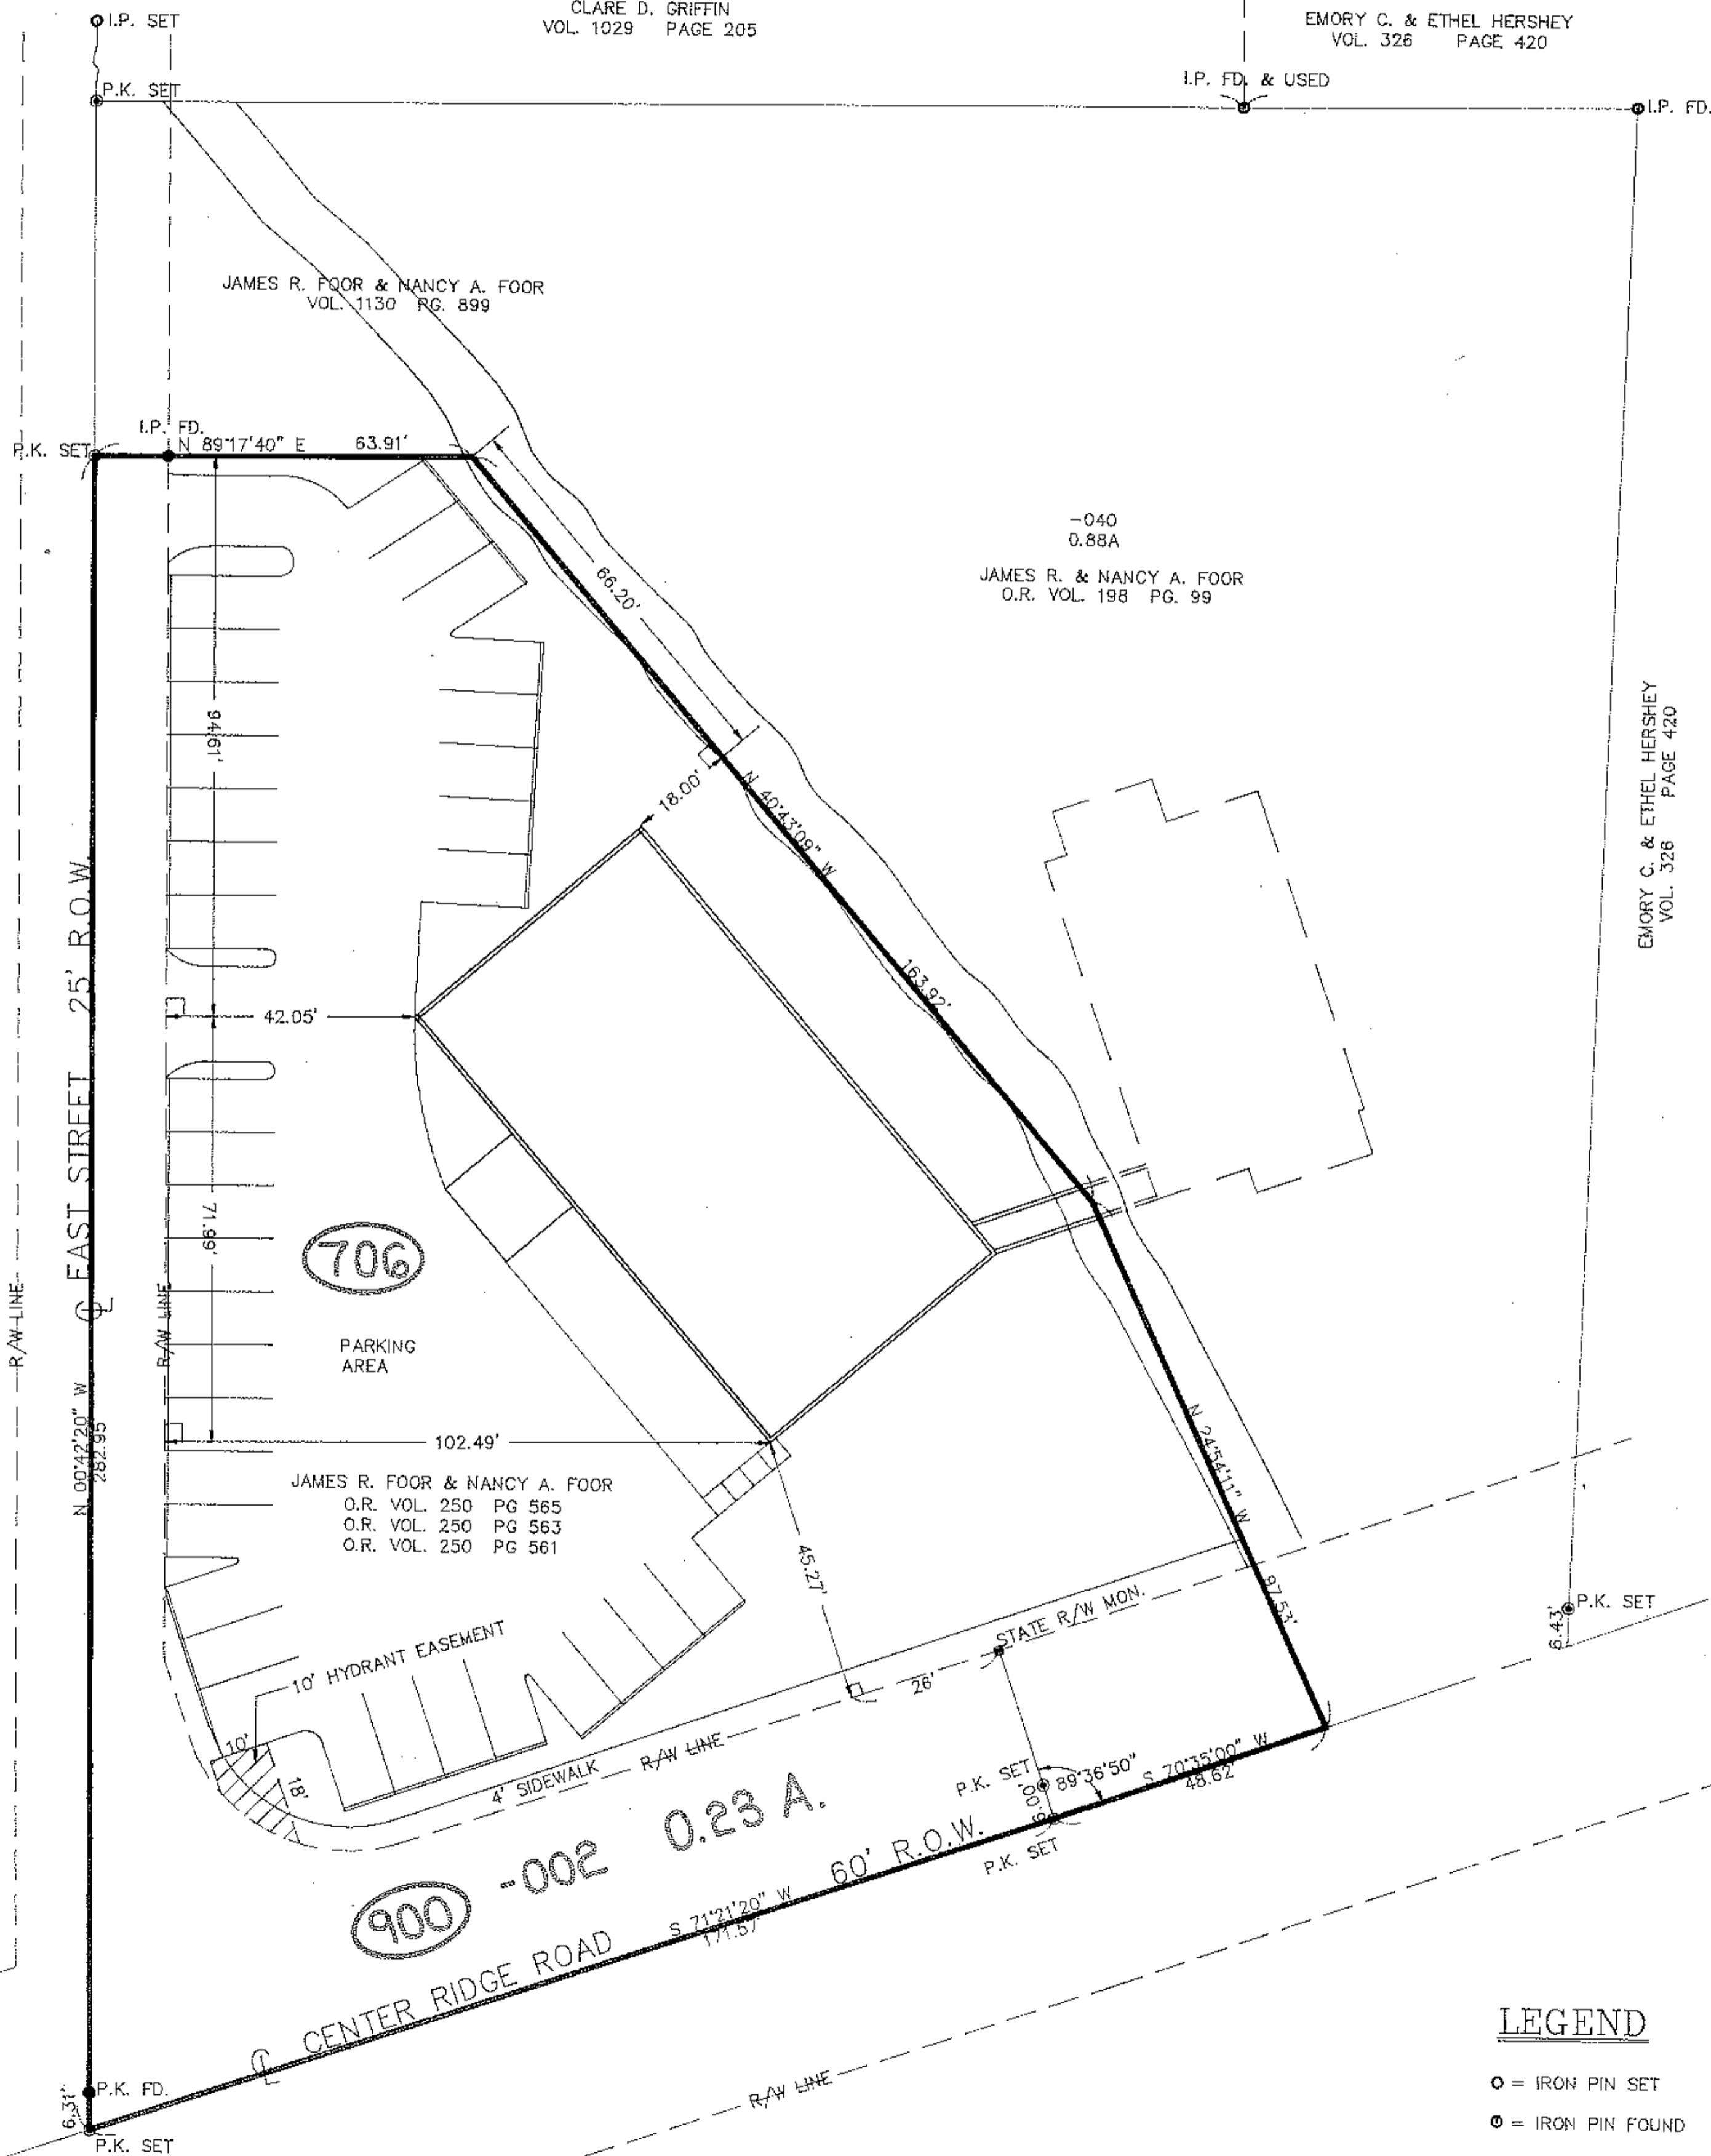 I.P. SET
CLARE D. GRIFFIN
VOL. 1029 PAGE 205
EMORY C. & ETHEL HERSHEY
VOL. 326 PAGE 420
P.K. SET
I.P. FD. & USED
I.P. FD.
JAMES R. FOOR & NANCY A. FOOR
VOL. 1130 PG. 899
I.P. FD.
P.K. SET
N 89°17'40" E 63.91'
66.20'
-040
0.88A
JAMES R. & NANCY A. FOOR
O.R. VOL. 198 PG. 99
94.61'
18.00'
N 40°43'09" W
163.92'
EMORY C. & ETHEL HERSHEY
VOL. 326 PAGE 420
EAST STREET 25' R.O.W.
42.05'
71.99'
706
R/W LINE
R/W LINE
PARKING
AREA
N 00°42'20" W
282.95
102.49'
JAMES R. FOOR & NANCY A. FOOR
O.R. VOL. 250 PG 565
O.R. VOL. 250 PG 563
O.R. VOL. 250 PG 561
45.27'
N 24°54'11" W
97.53'
STATE R/W MON.
26'
P.K. SET
6.43'
10' HYDRANT EASEMENT
10'
18'
4' SIDEWALK
R/W LINE
P.K. SET
6.00'
89°36'50"
S 70°35'00" W
48.62'
P.K. SET
900
-002 0.23 A.
60' R.O.W.
S 71°21'20" W
171.57'
CENTER RIDGE ROAD
R/W LINE
P.K. FD.
6.31'
P.K. SET
LEGEND
= IRON PIN SET
= IRON PIN FOUND